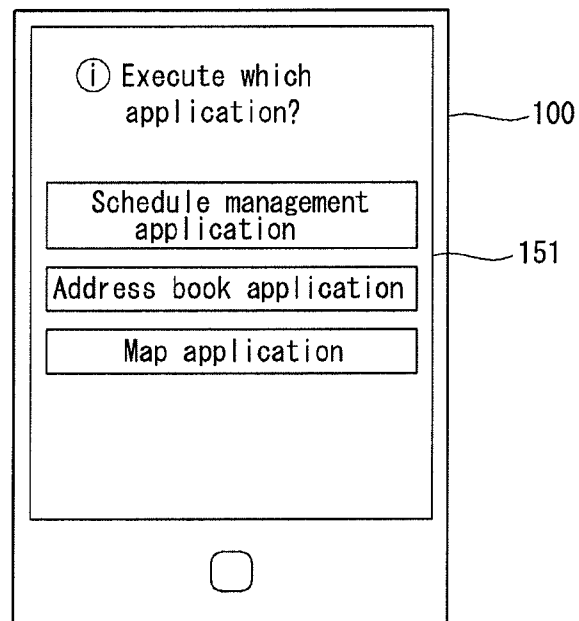 ⓘ Execute which
application?
100
Schedule management
application
151
Address book application
Map application